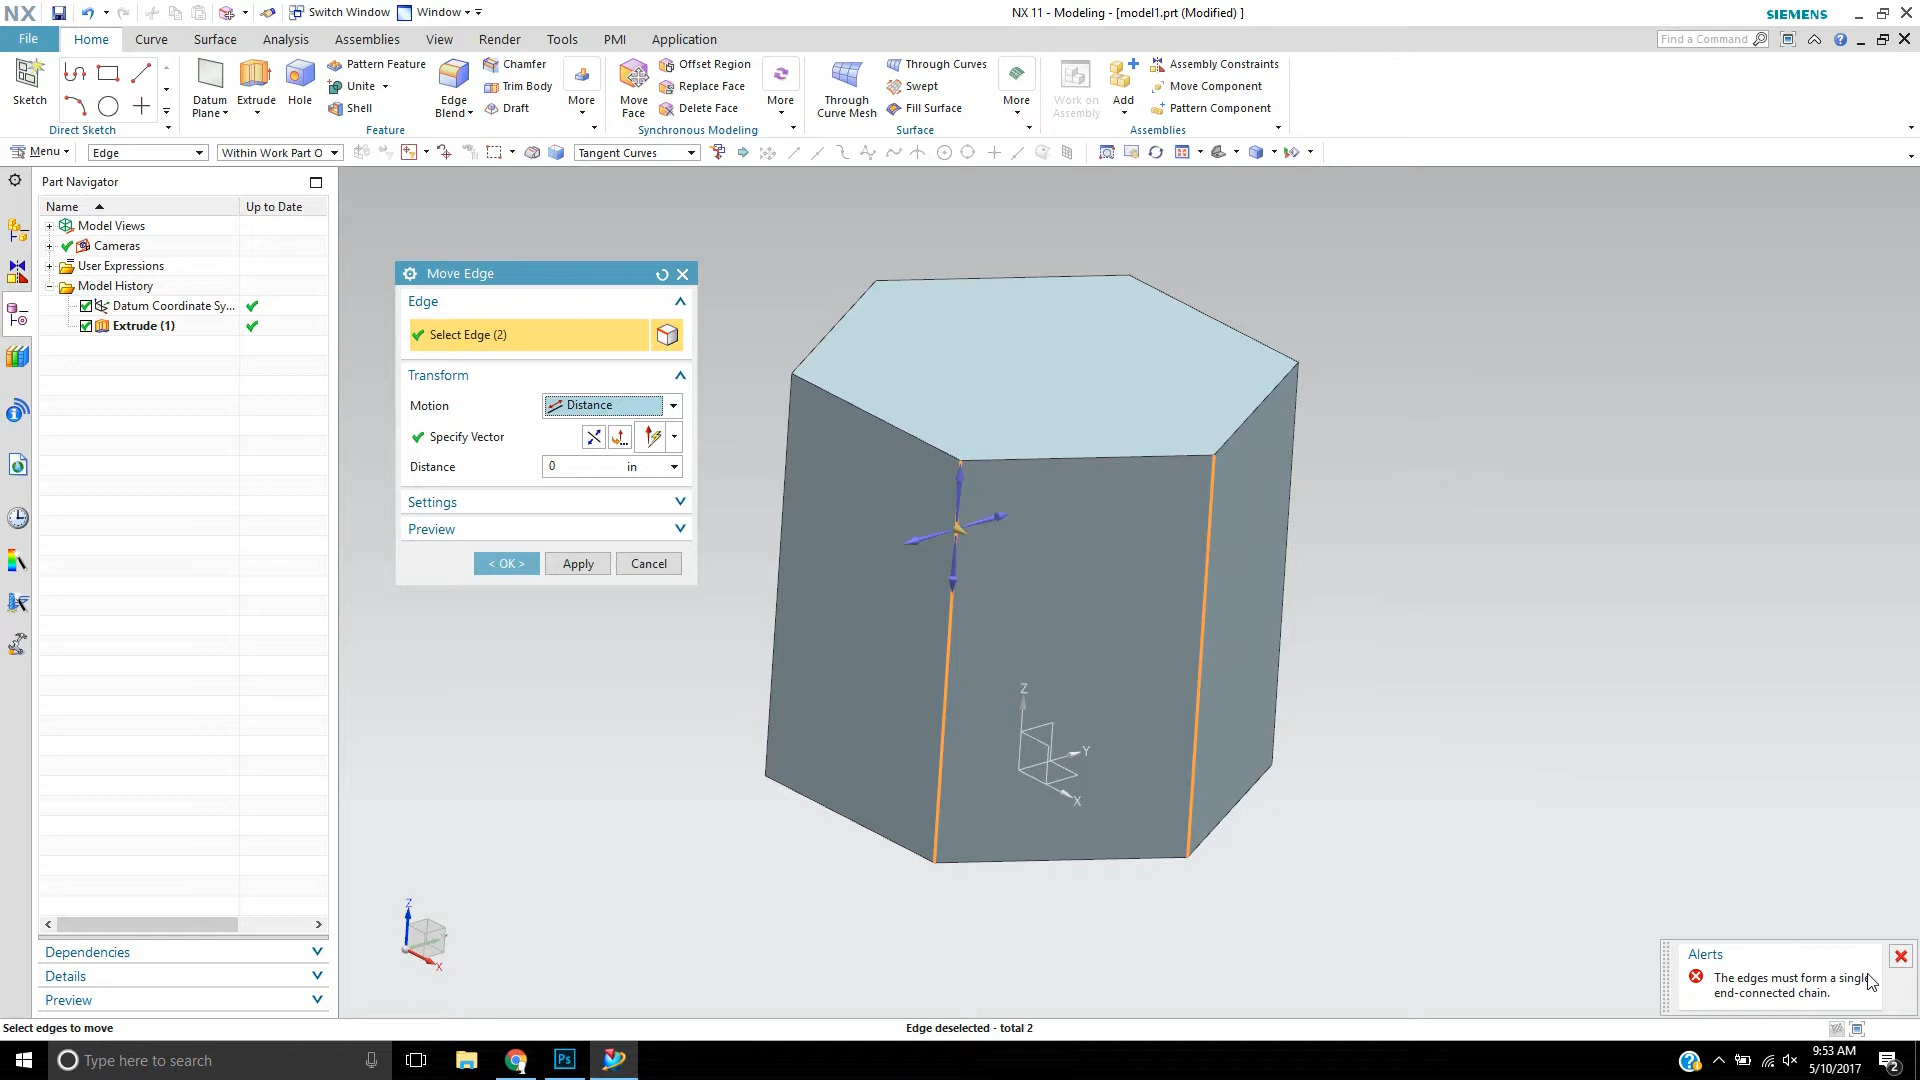 NX
Switch Window
Window
NX 11 - Modeling - [model1.prt (Modified) ]
SIEMENS
File
Home
Curve
Surface
Analysis
Assemblies
View
Render
Tools
PMI
Application
Find a Command
Sketch
Direct Sketch
Datum
Plane
Extrude
Hole
Pattern Feature
Unite
Shell
Edge
Blend
Chamfer
Trim Body
Draft
More
Feature
Move
Face
Offset Region
Replace Face
Delete Face
More
Synchronous Modeling
Through
Curve Mesh
Through Curves
Swept
Fill Surface
More
Surface
Work on
Assembly
Add
Assembly Constraints
Move Component
Pattern Component
Assemblies
Menu
Edge
Within Work Part O
Tangent Curves
Part Navigator
Name
Up to Date
Model Views
Cameras
User Expressions
Model History
Datum Coordinate Sy...
Extrude (1)
Move Edge
Edge
Select Edge (2)
Transform
Motion
Distance
Specify Vector
Distance
0
in
Settings
Preview
< OK >
Apply
Cancel
Z
Y
X
Z
X
Dependencies
Details
Preview
Alerts
The edges must form a single
end-connected chain.
Select edges to move
Edge deselected - total 2
Type here to search
Ps
9:53 AM
5/10/2017
2